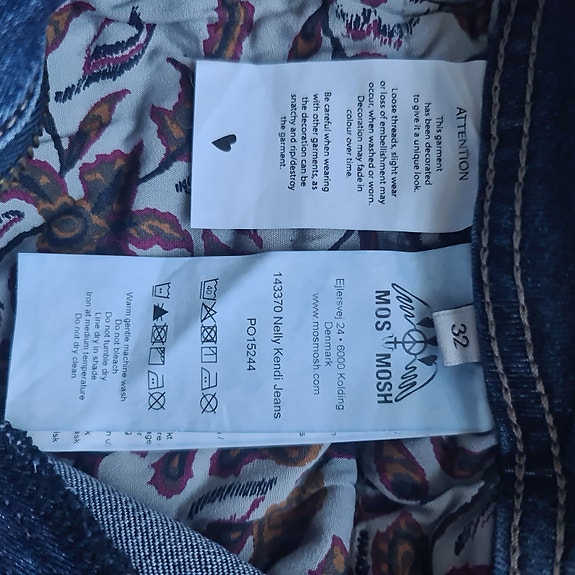 ATTENTION
This garment
has been decorated
to give it a unique look.
Loose threads, slight wear
or loss of embellishment may
occur, when washed or worn.
Decoration may fade in
colour over time.
Be careful when wearing
with other garments, as
the decoration can be
snatchy and rip/destroy
the garment.
32
MOS MOSH
Ejlersvej 24 • 6000 Kolding
Denmark
www.mosmosh.com
143370 Nelly Kendi Jeans
PO15244
40
Warm gentle machine wash
Do not bleach
Do not tumble dry
Line dry in shade
Iron at medium temperature
Do not dry clean